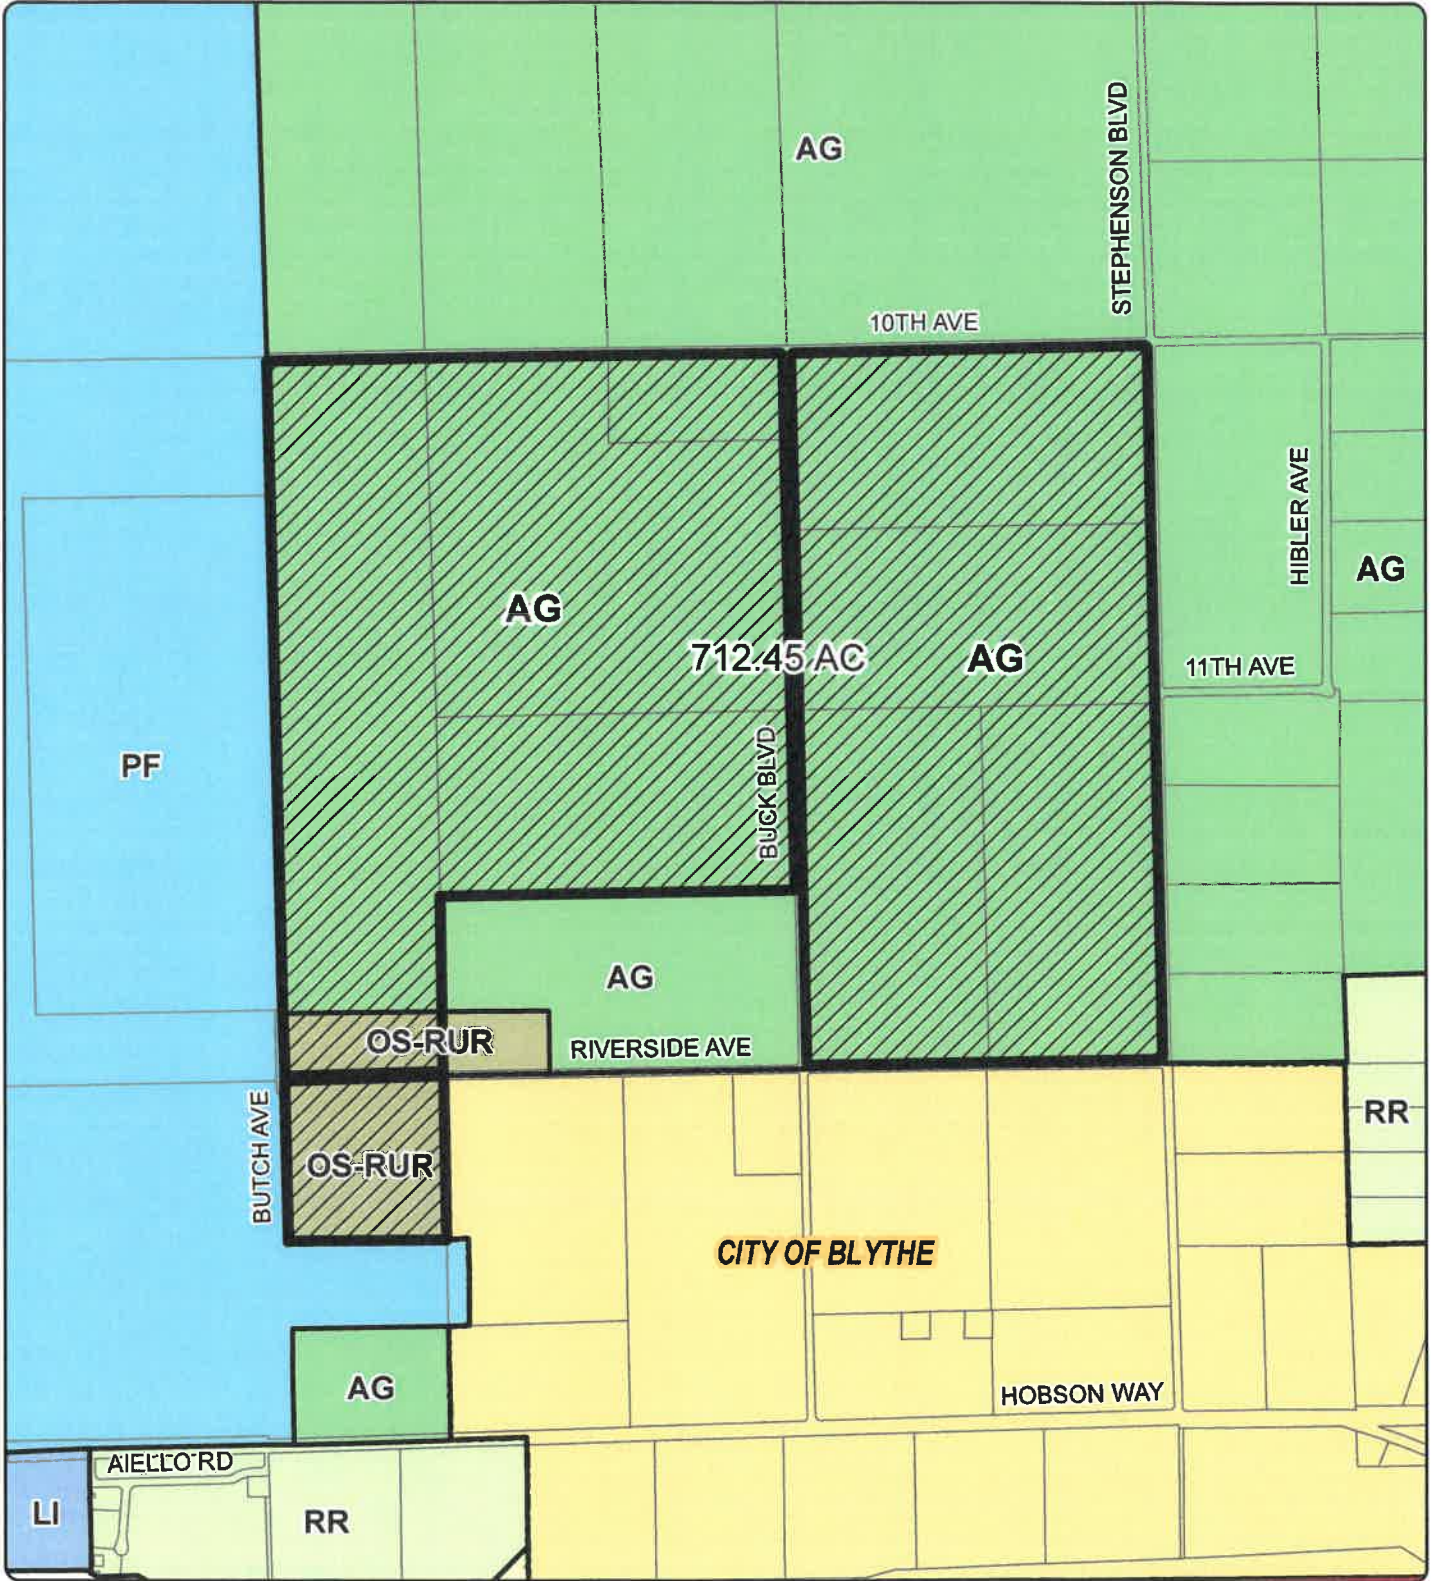 AG
STEPHENSON BLVD
10TH AVE
HIBLER AVE
AG
AG
712.45 AC
AG
11TH AVE
PF
BUCK BLVD
AG
OS-RUR
RIVERSIDE AVE
BUTCH AVE
OS-RUR
RR
CITY OF BLYTHE
AG
HOBSON WAY
AIELLO RD
LI
RR